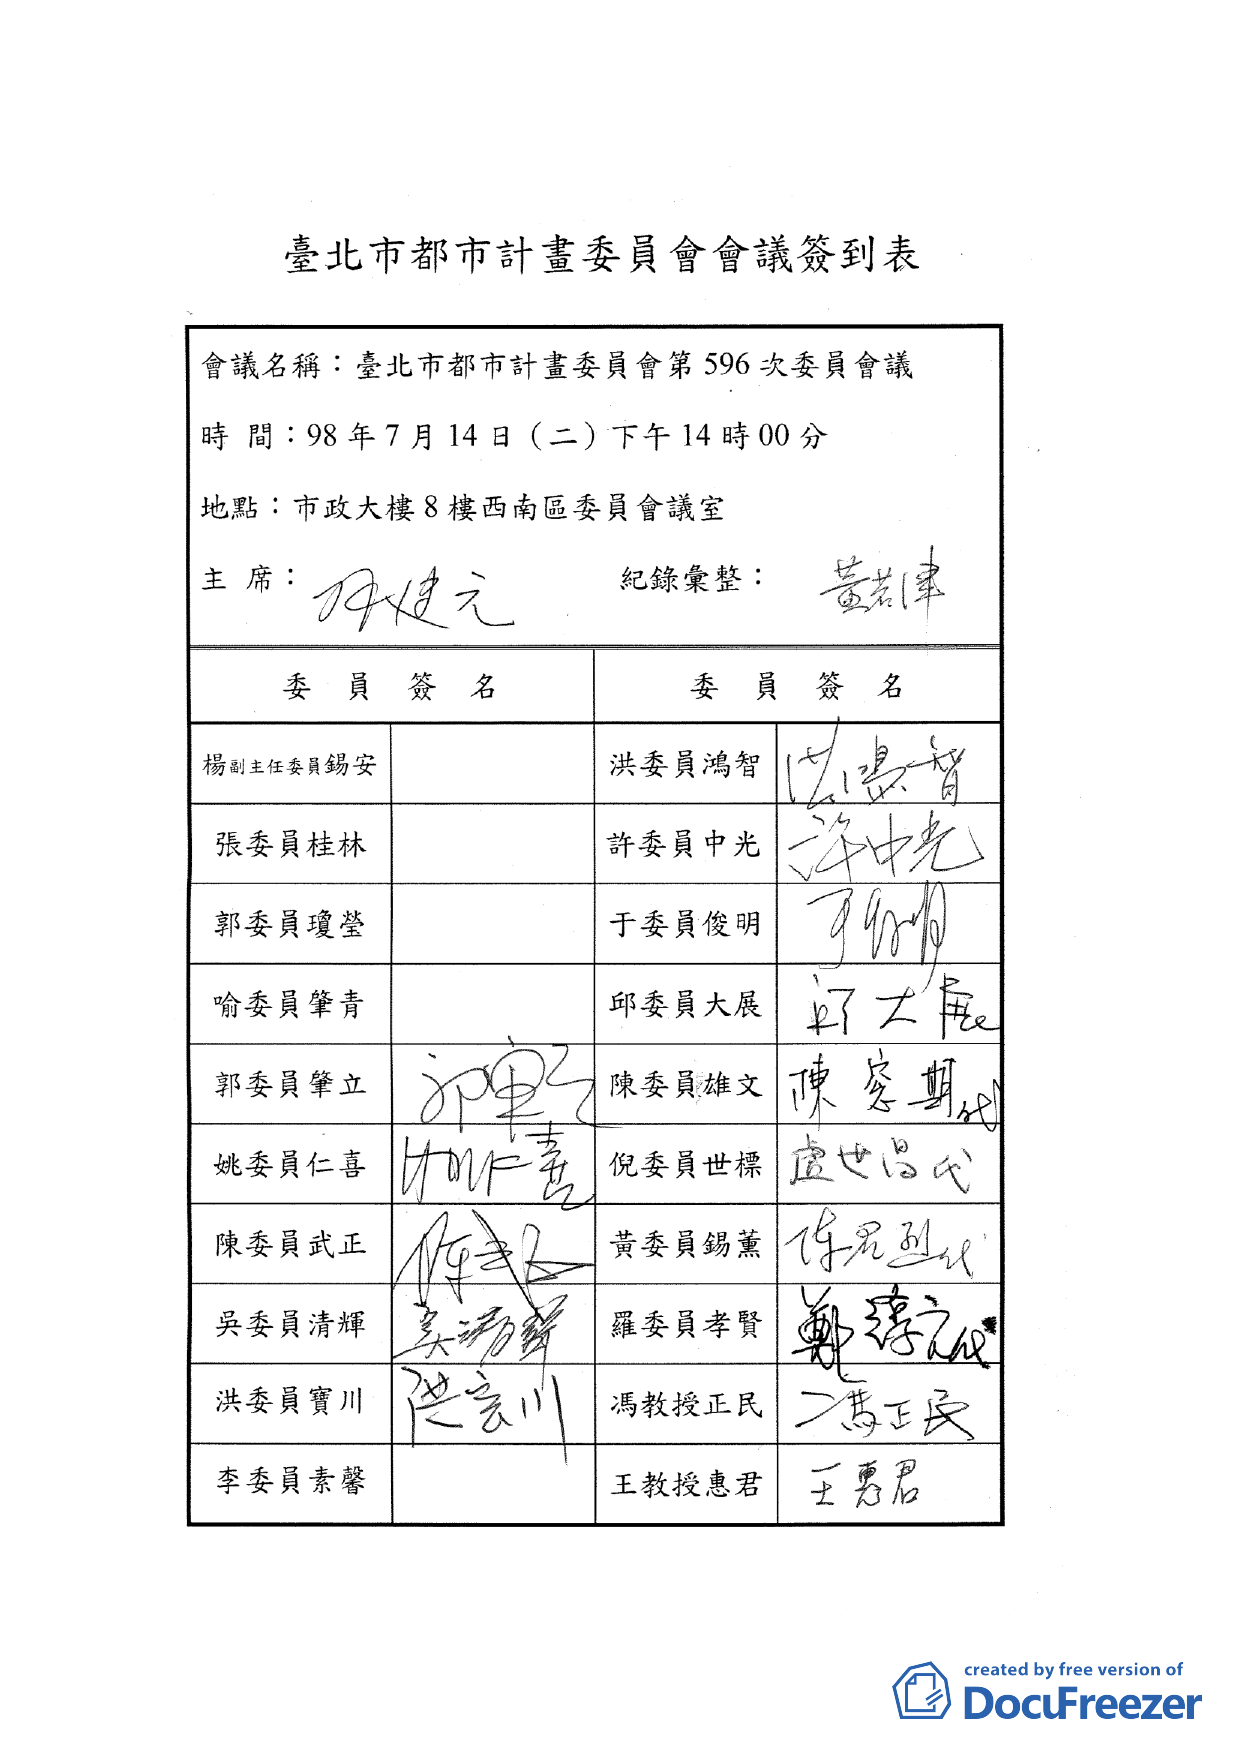 臺北市都市計畫委員會會議簽到表
會議名稱：臺北市都市計畫委員會第 596 次委員會議
時 間：98 年 7 月 14 日（二）下午 14 時 00 分
地點：市政大樓 8 樓西南區委員會議室
主 席： 紀錄彙整： 黃若津
委 員 簽 名 委 員 簽 名
楊副主任委員錫安 洪委員鴻智 洪鴻智
張委員桂林 許委員中光 許中光
郭委員瓊瑩 于委員俊明 于俊明
喻委員肇青 邱委員大展 邱大展
郭委員肇立 陳委員雄文 陳 期代
姚委員仁喜 姚仁喜 倪委員世標 盧世昌代
陳委員武正 陳武正 黃委員錫薰 陈君烈代
吳委員清輝 吳清輝 羅委員孝賢 鄭 代
洪委員寶川 洪宝川 馮教授正民 馮正民
李委員素馨 王教授惠君 王惠君
created by free version of
DocuFreezer